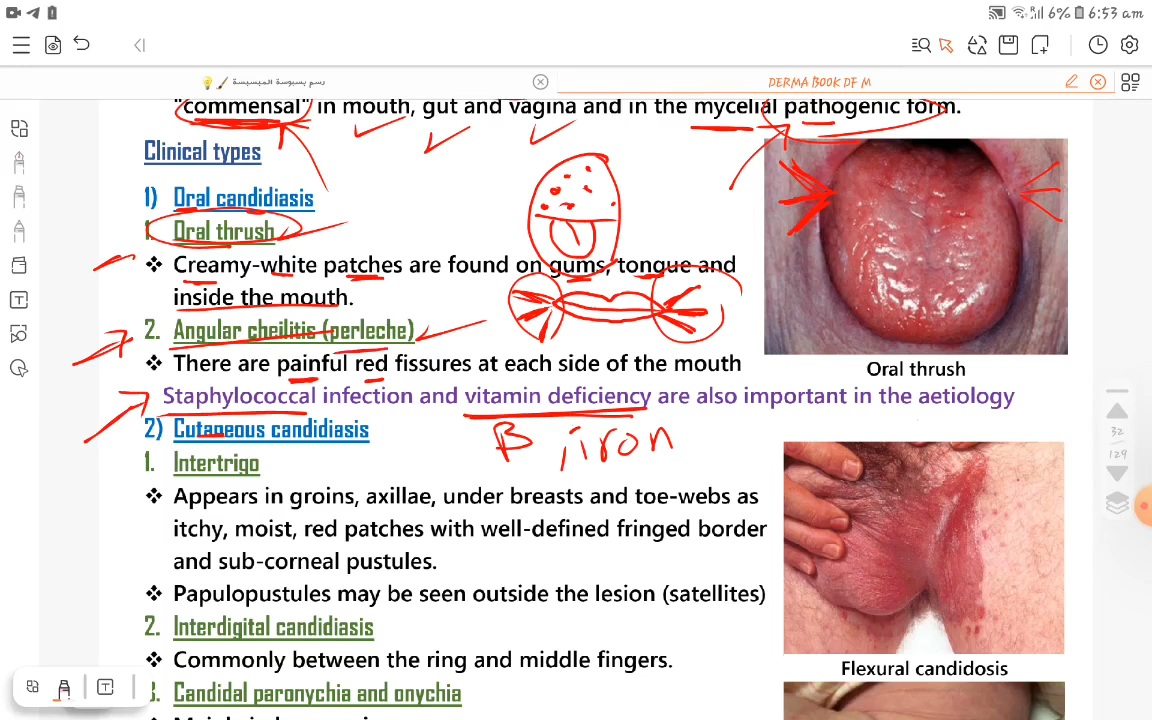 6% 6:53 am
رسم بسبوسة الميسيسة
DERMA BOOK DF M
"commensal" in mouth, gut and vagina and in the mycelial pathogenic form.
Clinical types
1) Oral candidiasis
1. Oral thrush
❖ Creamy-white patches are found on gums, tongue and
inside the mouth.
2. Angular cheilitis (perleche)
❖ There are painful red fissures at each side of the mouth
Oral thrush
Staphylococcal infection and vitamin deficiency are also important in the aetiology
B iron
2) Cutaneous candidiasis
1. Intertrigo
❖ Appears in groins, axillae, under breasts and toe-webs as
itchy, moist, red patches with well-defined fringed border
and sub-corneal pustules.
❖ Papulopustules may be seen outside the lesion (satellites)
2. Interdigital candidiasis
❖ Commonly between the ring and middle fingers.
Flexural candidosis
3. Candidal paronychia and onychia
32
129